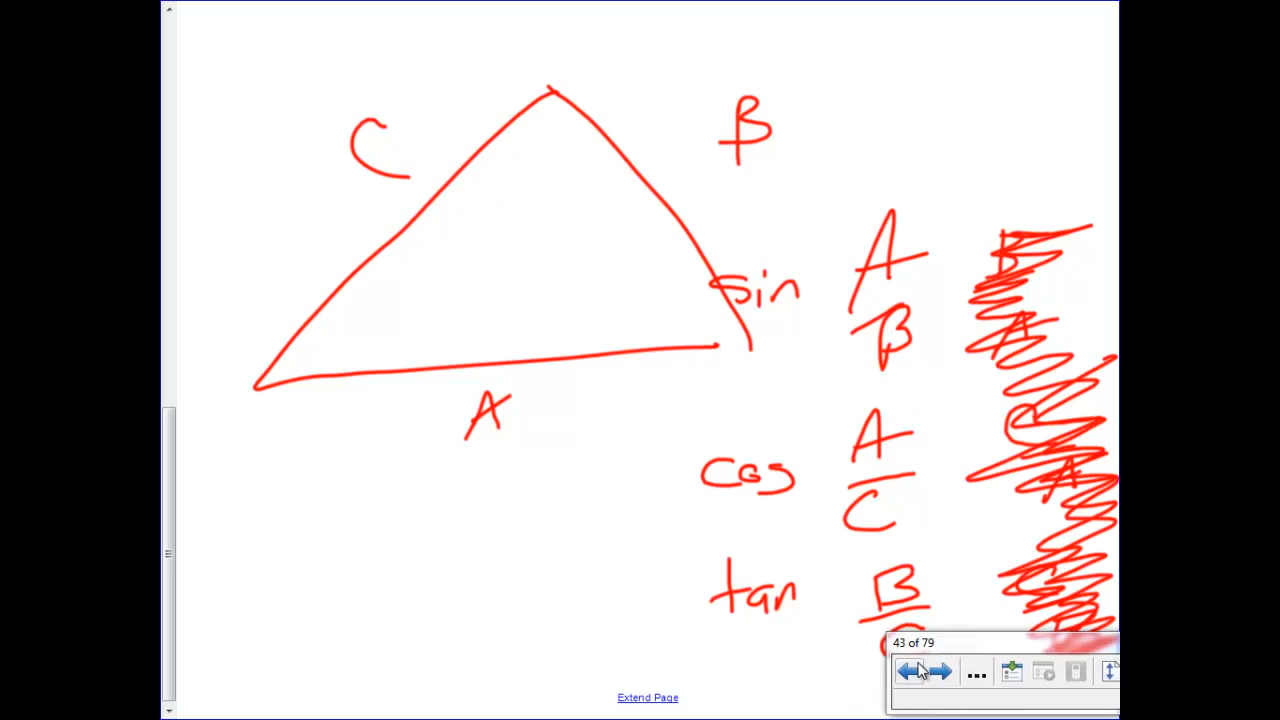 C
B
sin A
B
A
cos A
C
tan B
43 of 79
...
Extend Page